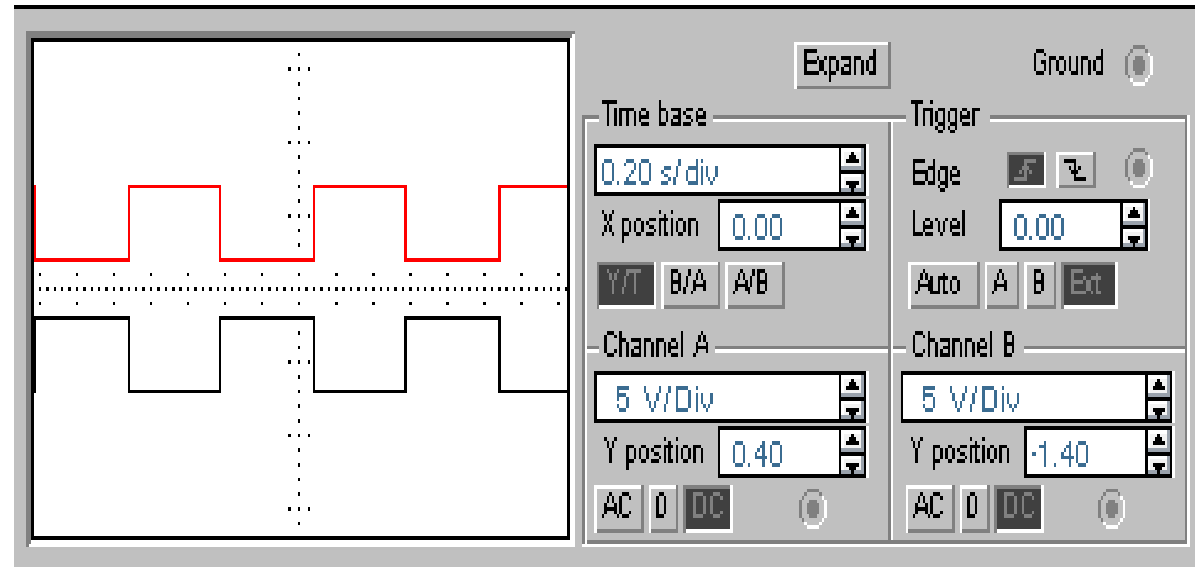 Expand
Ground
Time base
0.20 s/div
X position 0.00
Y/T B/A A/B
Trigger
Edge
Level 0.00
Auto A B Ext
Channel A
5 V/Div
Y position 0.40
AC 0 DC
Channel B
5 V/Div
Y position -1.40
AC 0 DC